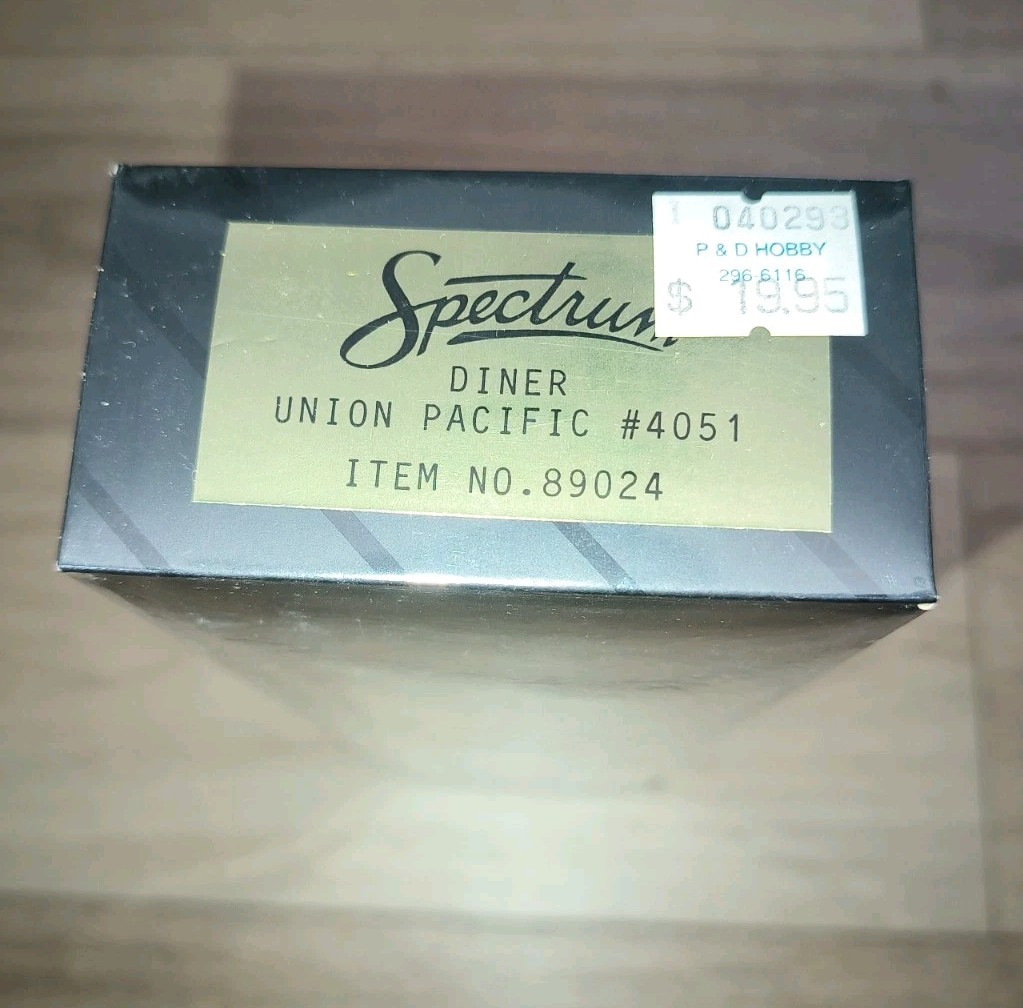 I 040293
P & D HOBBY
296-6116
$ 19.95
Spectrum
DINER
UNION PACIFIC #4051
ITEM NO.89024